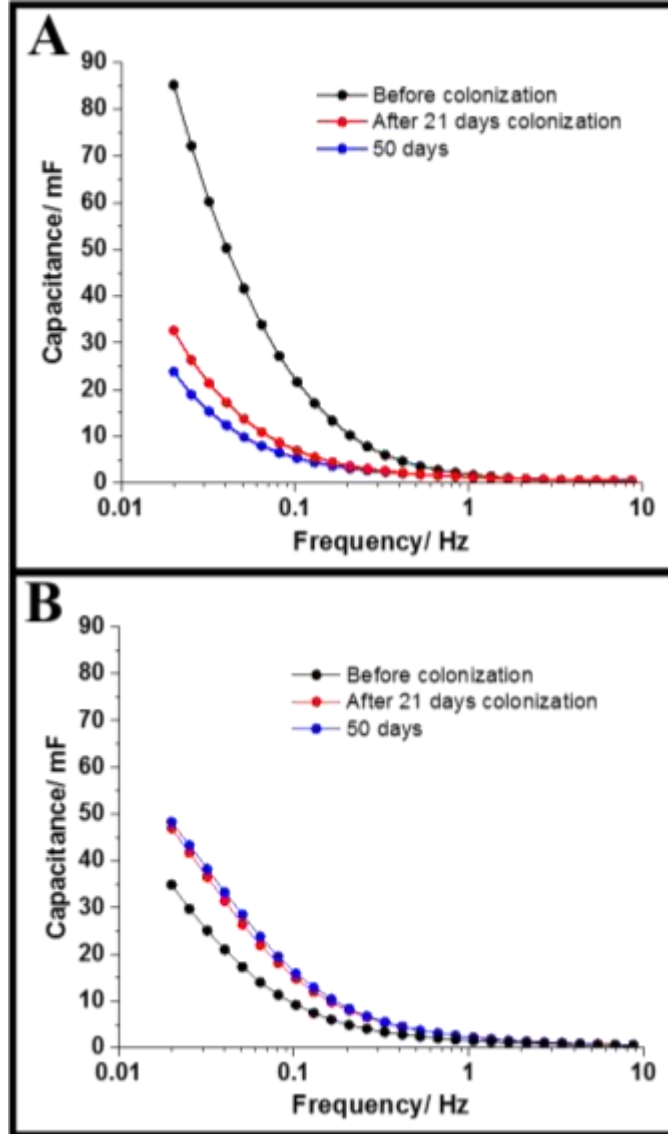 A
90
80
70
60
50
40
30
20
10
0
Capacitance/ mF
Before colonization
After 21 days colonization
50 days
0.01 0.1 1 10
Frequency/ Hz
B
90
80
70
60
50
40
30
20
10
0
Capacitance/ mF
Before colonization
After 21 days colonization
50 days
0.01 0.1 1 10
Frequency/ Hz